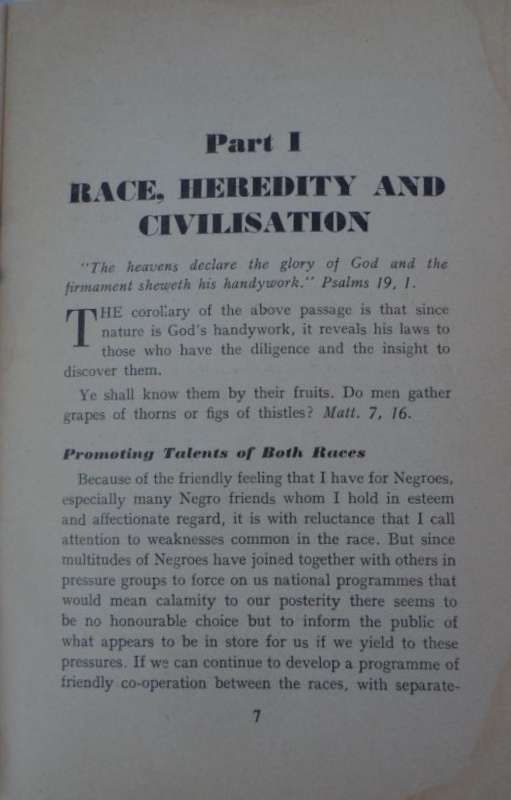 Part I
RACE, HEREDITY AND
CIVILISATION
"The heavens declare the glory of God and the
firmament sheweth his handywork." Psalms 19, 1.
THE corollary of the above passage is that since
nature is God's handywork, it reveals his laws to
those who have the diligence and the insight to
discover them.
Ye shall know them by their fruits. Do men gather
grapes of thorns or figs of thistles? Matt. 7, 16.
Promoting Talents of Both Races
Because of the friendly feeling that I have for Negroes,
especially many Negro friends whom I hold in esteem
and affectionate regard, it is with reluctance that I call
attention to weaknesses common in the race. But since
multitudes of Negroes have joined together with others in
pressure groups to force on us national programmes that
would mean calamity to our posterity there seems to
be no honourable choice but to inform the public of
what appears to be in store for us if we yield to these
pressures. If we can continue to develop a programme of
friendly co-operation between the races, with separate-
7